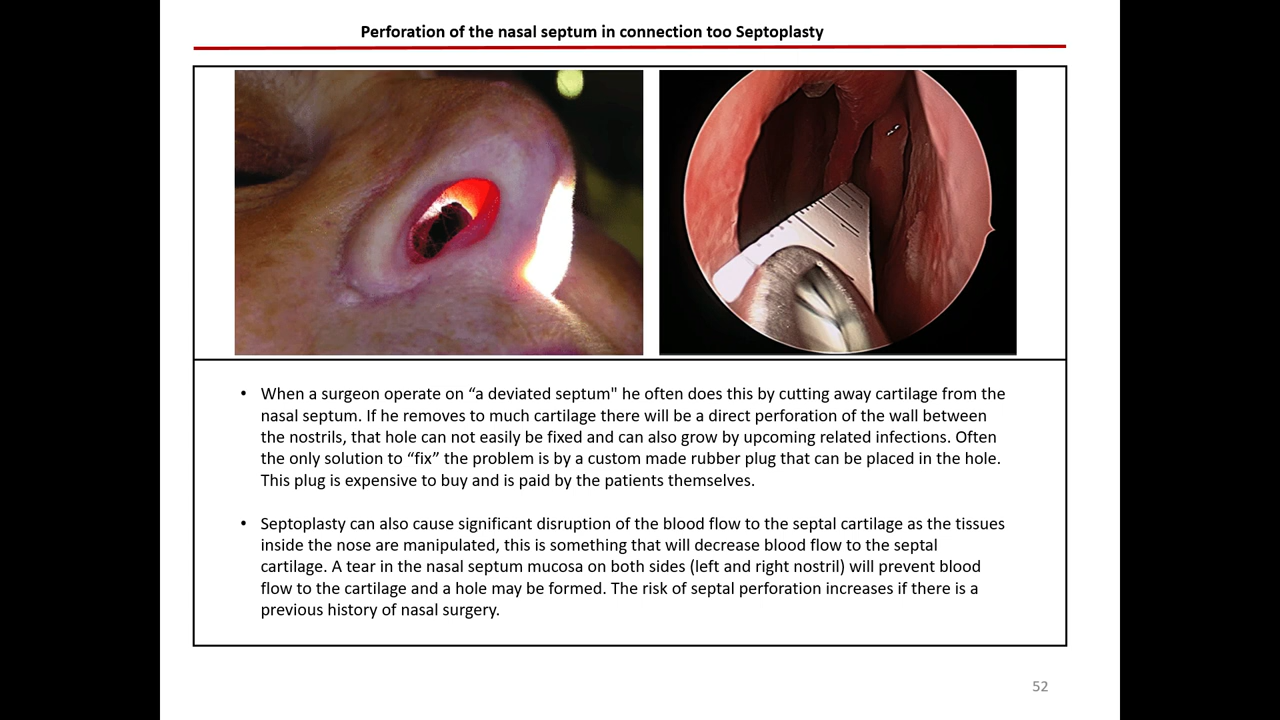 Perforation of the nasal septum in connection too Septoplasty
• When a surgeon operate on “a deviated septum" he often does this by cutting away cartilage from the
nasal septum. If he removes to much cartilage there will be a direct perforation of the wall between
the nostrils, that hole can not easily be fixed and can also grow by upcoming related infections. Often
the only solution to “fix” the problem is by a custom made rubber plug that can be placed in the hole.
This plug is expensive to buy and is paid by the patients themselves.
• Septoplasty can also cause significant disruption of the blood flow to the septal cartilage as the tissues
inside the nose are manipulated, this is something that will decrease blood flow to the septal
cartilage. A tear in the nasal septum mucosa on both sides (left and right nostril) will prevent blood
flow to the cartilage and a hole may be formed. The risk of septal perforation increases if there is a
previous history of nasal surgery.
52